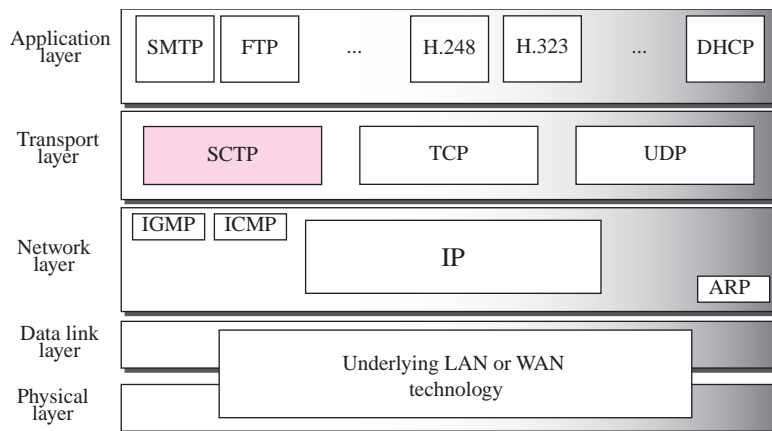 Application
layer
SMTP
FTP
...
H.248
H.323
...
DHCP
Transport
layer
SCTP
TCP
UDP
IGMP
ICMP
Network
layer
IP
ARP
Data link
layer
Underlying LAN or WAN
technology
Physical
layer